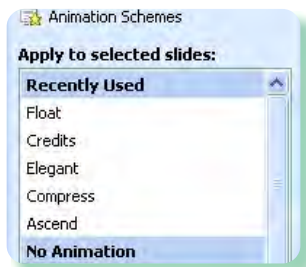 Animation Schemes
Apply to selected slides:
Recently Used
Float
Credits
Elegant
Compress
Ascend
No Animation